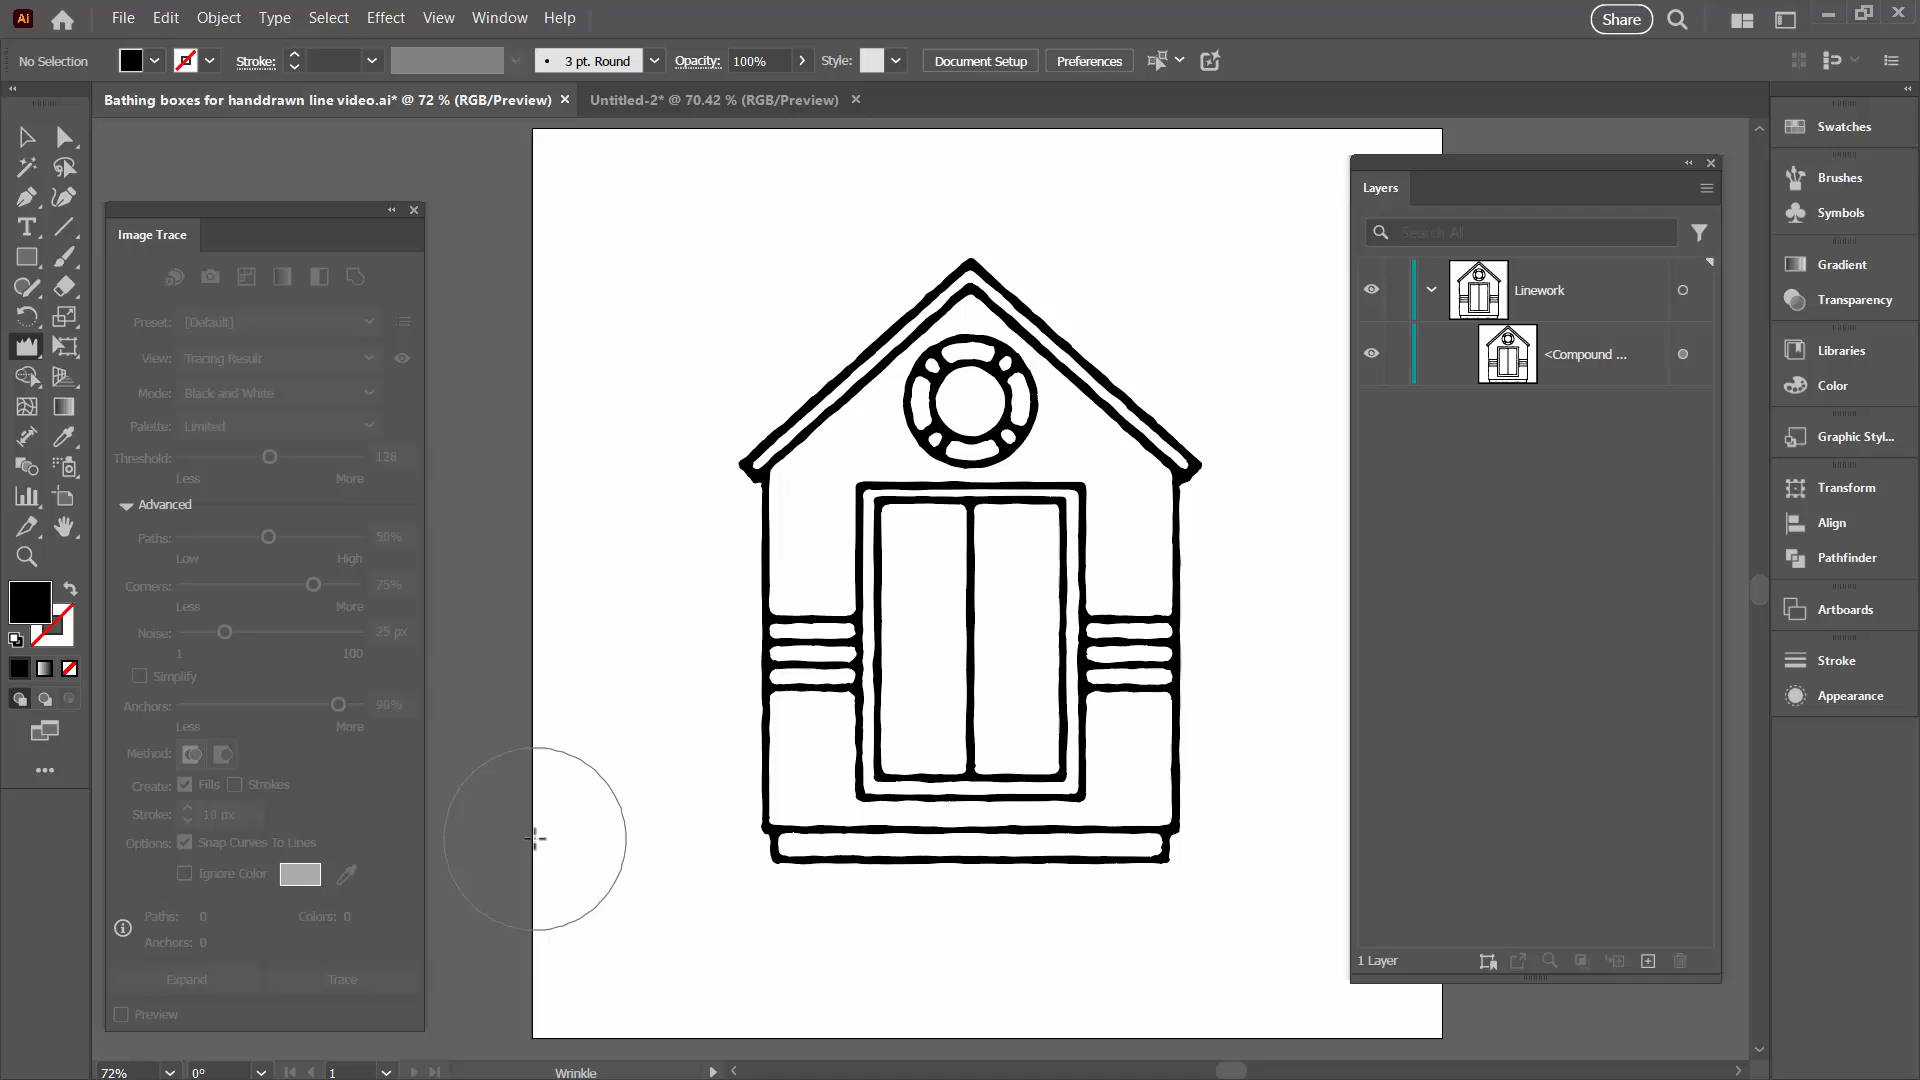 Ai File Edit Object Type Select Effect View Window Help Share
No Selection Stroke: 3 pt. Round Opacity: 100% Style: Document Setup Preferences
Bathing boxes for handdrawn line video.ai* @ 72 % (RGB/Preview) Untitled-2* @ 70.42 % (RGB/Preview)
Image Trace
Preset: [Default]
View: Tracing Result
Mode: Black and White
Palette: Limited
Threshold: 128
Less More
Advanced
Paths: 50%
Low High
Corners: 75%
Less More
Noise: 25 px
1 100
Simplify
Anchors: 90%
Less More
Method:
Create: Fills Strokes
Stroke: 10 px
Options: Snap Curves To Lines
Ignore Color
Paths: 0 Colors: 0
Anchors: 0
Expand Trace
Preview
Layers
Search All
Linework
<Compound ...
1 Layer
Swatches
Brushes
Symbols
Gradient
Transparency
Libraries
Color
Graphic Styl...
Transform
Align
Pathfinder
Artboards
Stroke
Appearance
72% 0° 1 Wrinkle